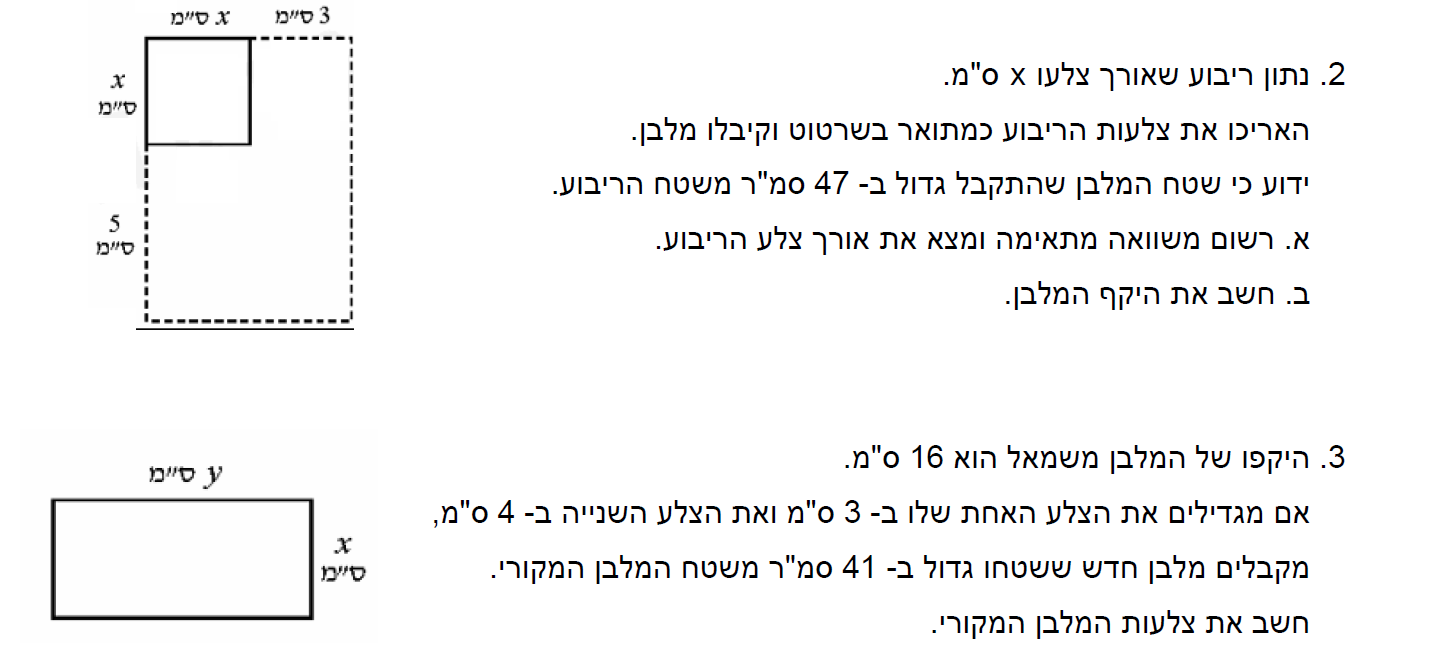 2. נתון ריבוע שאורך צלעו x ס"מ.
האריכו את צלעות הריבוע כמתואר בשרטוט וקיבלו מלבן.
ידוע כי שטח המלבן שהתקבל גדול ב- 47 סמ"ר משטח הריבוע.
א. רשום משוואה מתאימה ומצא את אורך צלע הריבוע.
ב. חשב את היקף המלבן.
x ס"מ 3 ס"מ
x
ס"מ
5
ס"מ
3. היקפו של המלבן משמאל הוא 16 ס"מ.
אם מגדילים את הצלע האחת שלו ב- 3 ס"מ ואת הצלע השנייה ב- 4 ס"מ,
מקבלים מלבן חדש ששטחו גדול ב- 41 סמ"ר משטח המלבן המקורי.
חשב את צלעות המלבן המקורי.
y ס"מ
x
ס"מ